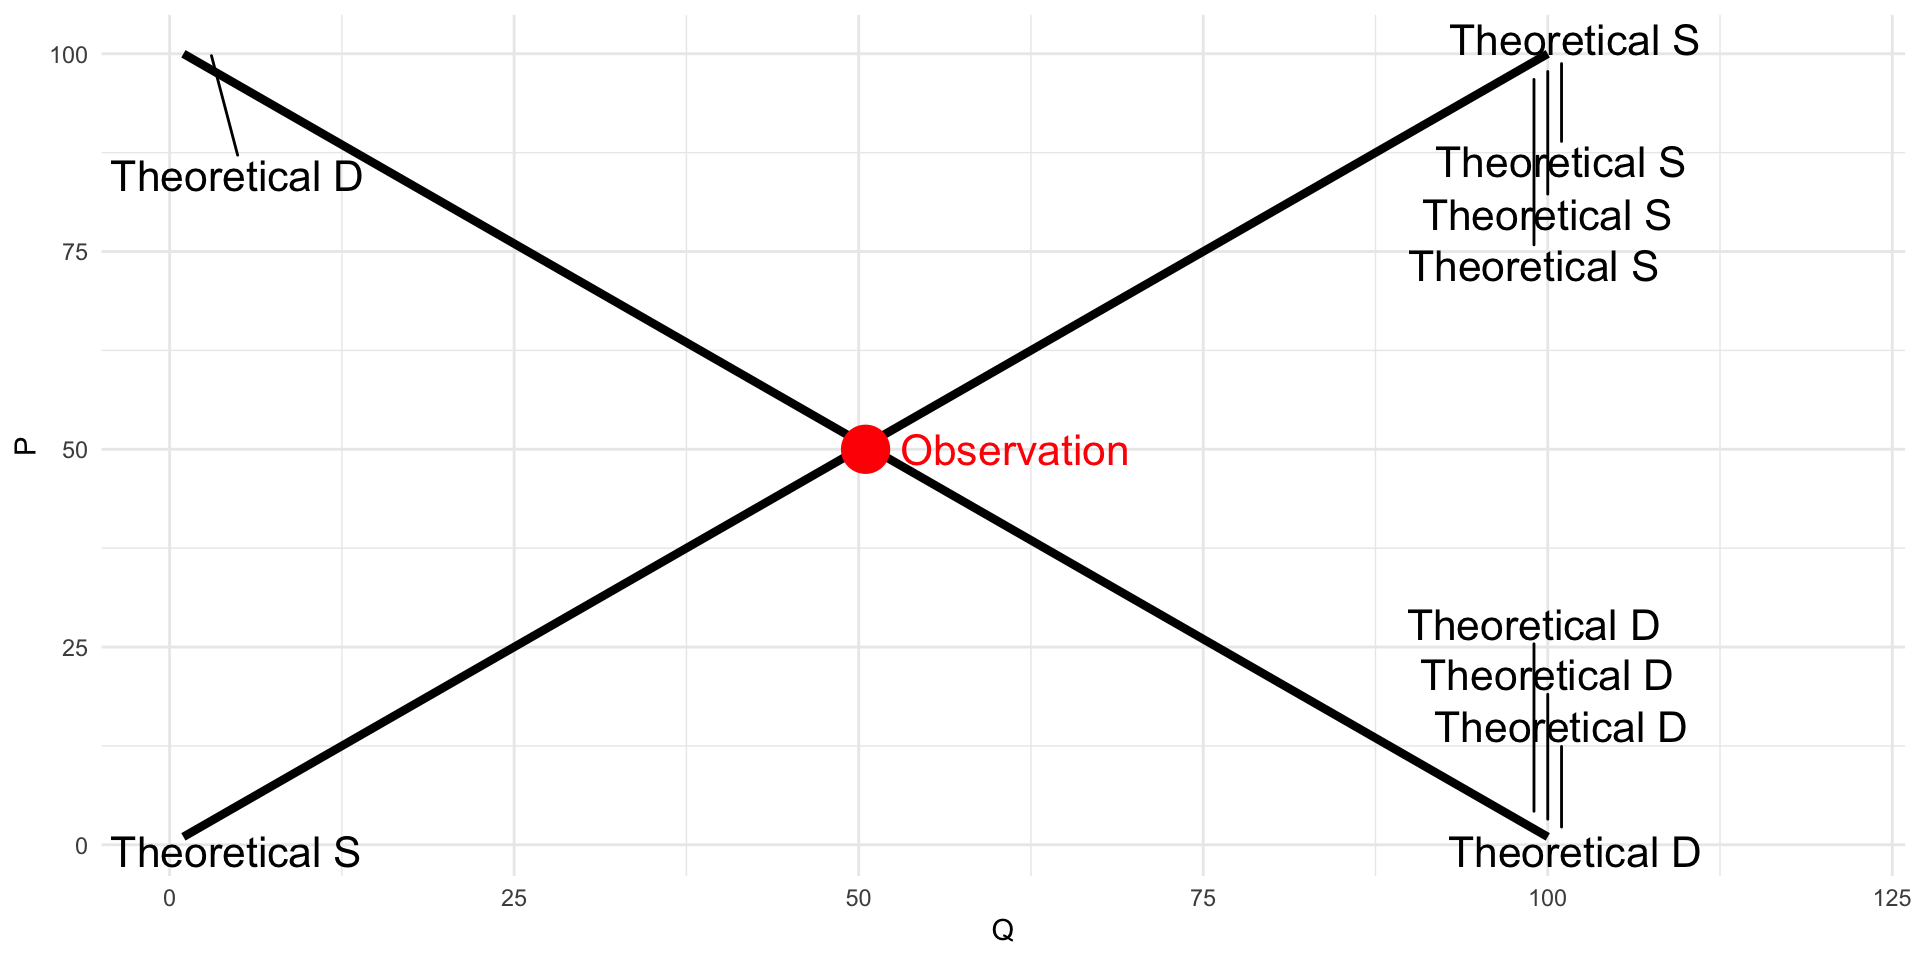 Theoretical S
100
Theoretical D
Theoretical S
Theoretical S
75
Theoretical S
P
50
Observation
Theoretical D
25
Theoretical D
Theoretical D
0
Theoretical S
Theoretical D
0
25
50
75
100
125
Q